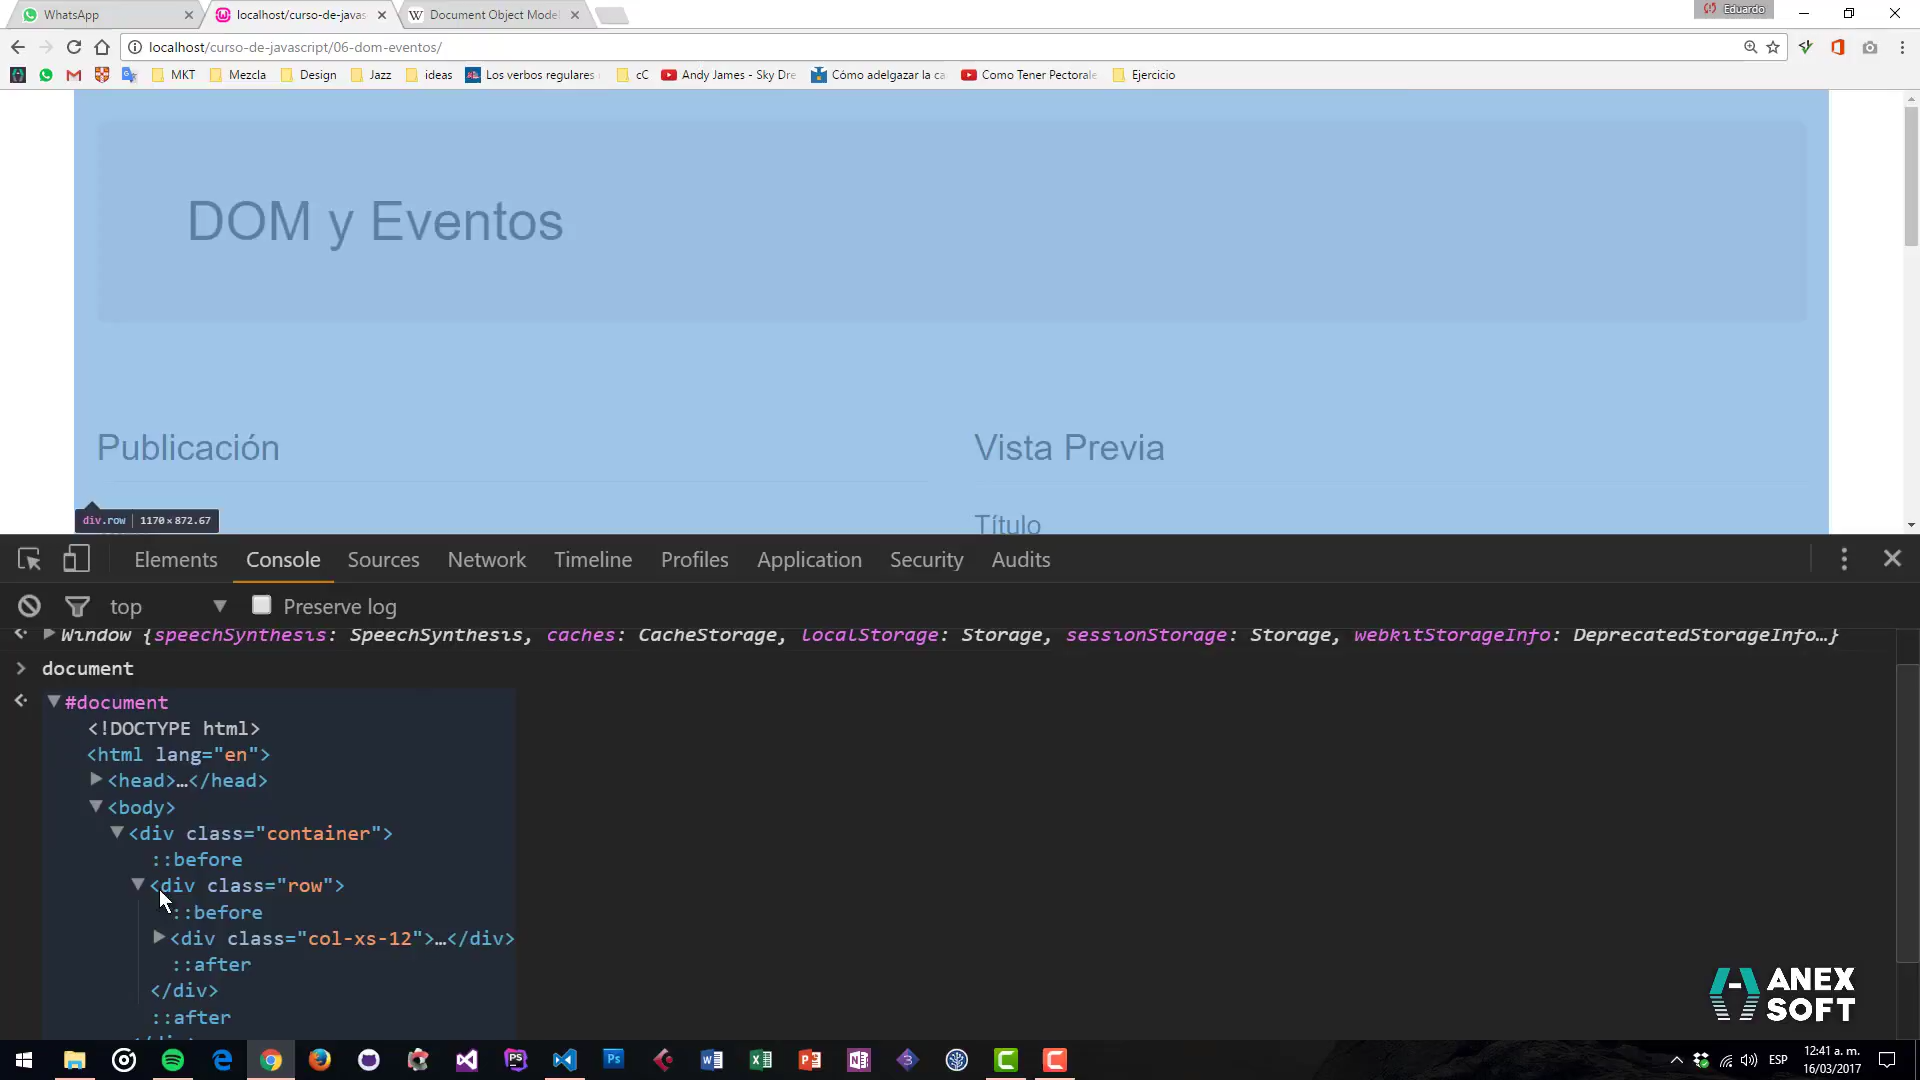 WhatsApp
localhost/curso-de-javas
Document Object Model
Eduardo
localhost/curso-de-javascript/06-dom-eventos/
MKT
Mezcla
Design
Jazz
ideas
Los verbos regulares
cC
Andy James - Sky Dre
Cómo adelgazar la ca
Como Tener Pectorale
Ejercicio
DOM y Eventos
Publicación
Vista Previa
Título
div.row | 1170×872.67
Elements Console Sources Network Timeline Profiles Application Security Audits
top Preserve log
Window {speechSynthesis: SpeechSynthesis, caches: CacheStorage, localStorage: Storage, sessionStorage: Storage, webkitStorageInfo: DeprecatedStorageInfo…}
document
#document
<!DOCTYPE html>
<html lang="en">
<head>…</head>
<body>
<div class="container">
::before
<div class="row">
::before
<div class="col-xs-12">…</div>
::after
</div>
::after
ANEX
SOFT
ESP
12:41 a. m.
16/03/2017